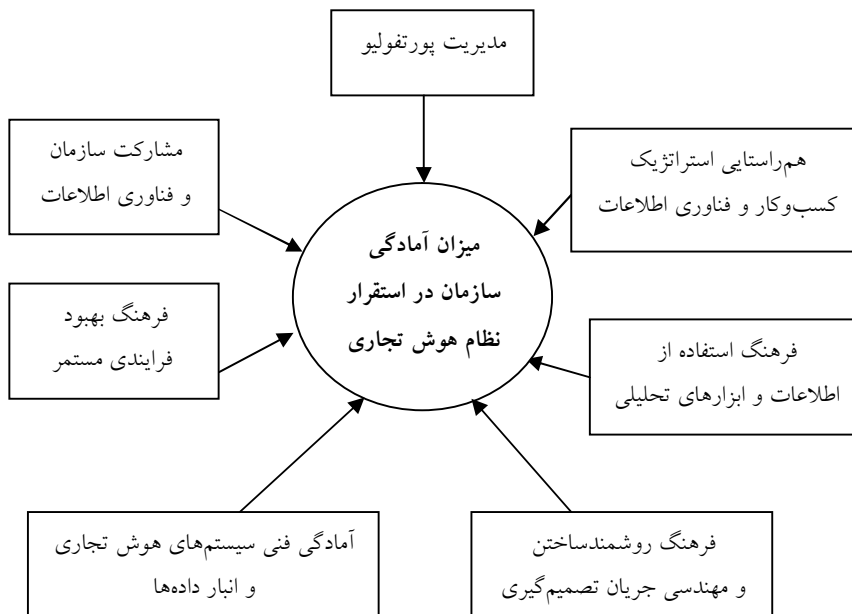 مدیریت پورتفولیو
هم‌راستایی استراتژیک
کسب‌وکار و فناوری اطلاعات
مشارکت سازمان
و فناوری اطلاعات
میزان آمادگی
سازمان در استقرار
نظام هوش تجاری
فرهنگ استفاده از
اطلاعات و ابزارهای تحلیلی
فرهنگ بهبود
فرایندی مستمر
فرهنگ روشمندساختن
و مهندسی جریان تصمیم‌گیری
آمادگی فنی سیستم‌های هوش تجاری
و انبار داده‌ها